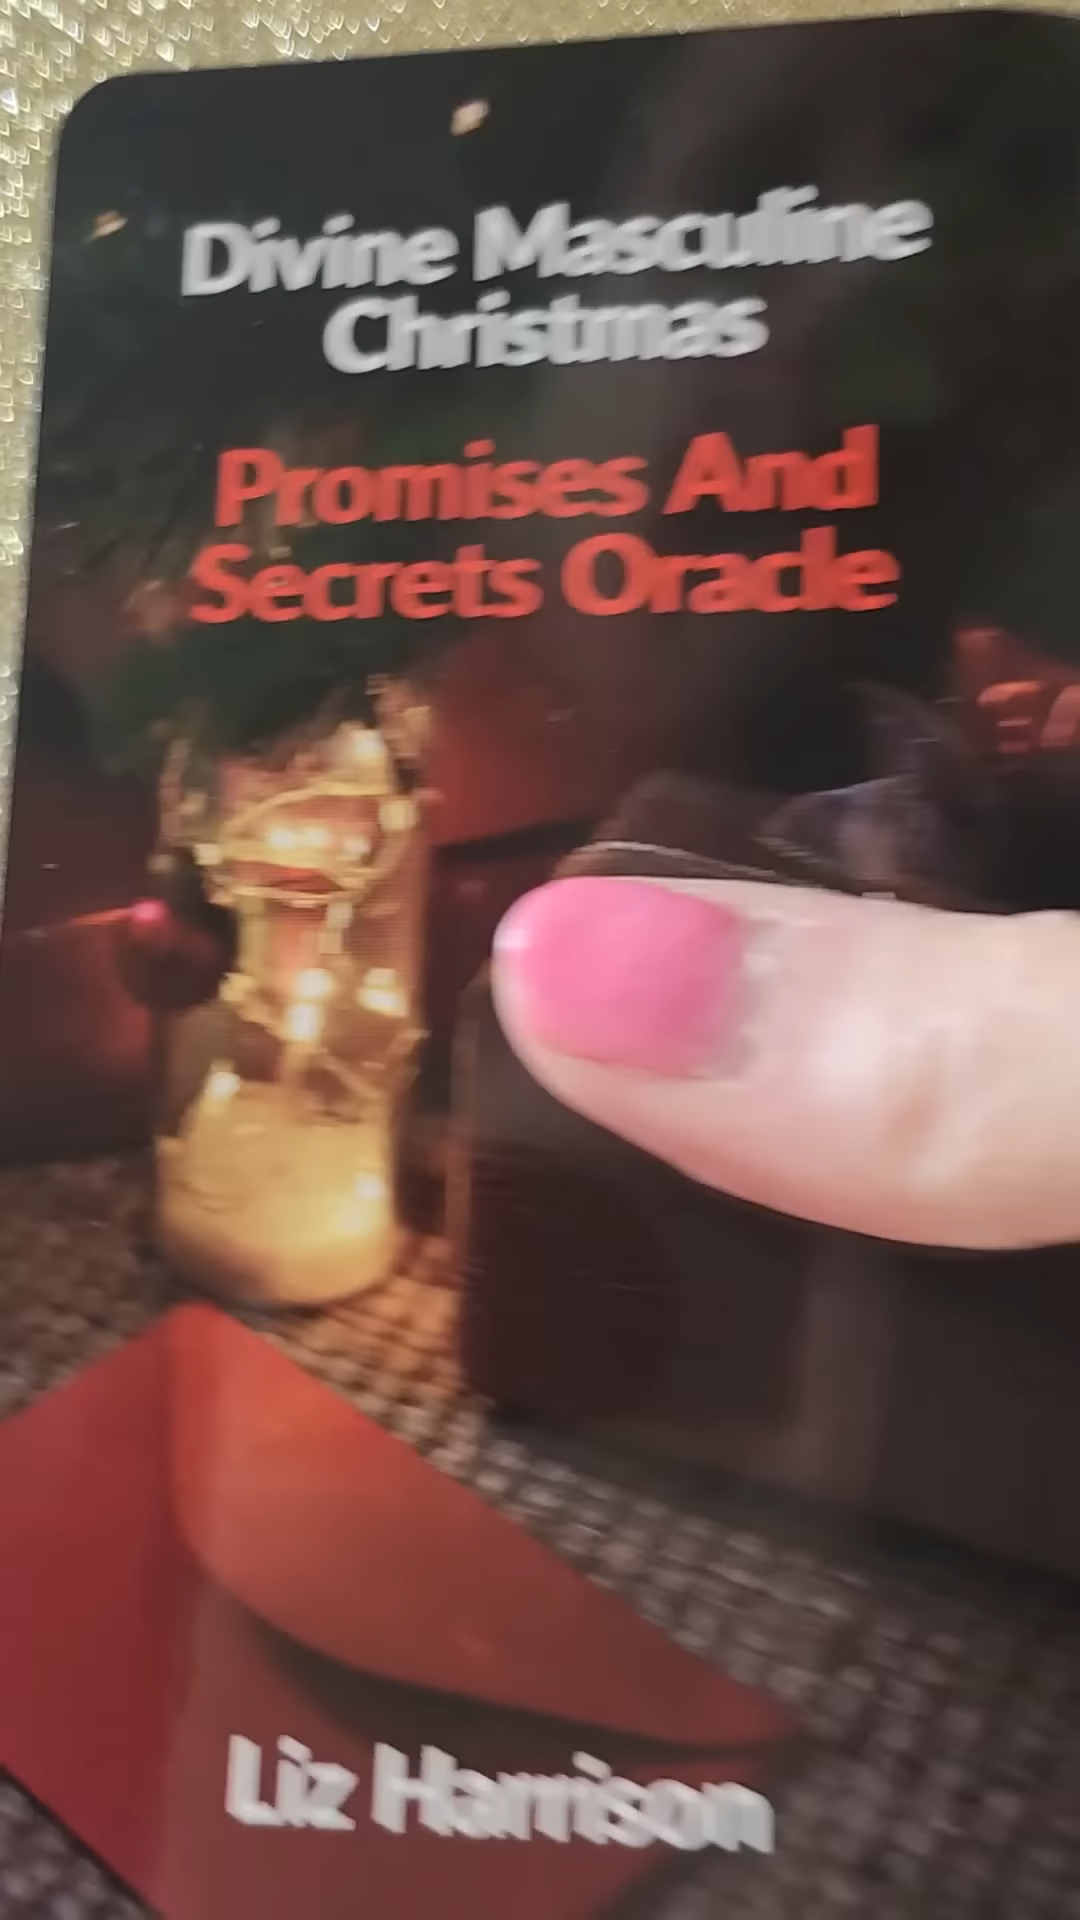 Divine Masculine
Christmas
Promises And
Secrets Oracle
Liz Harrison